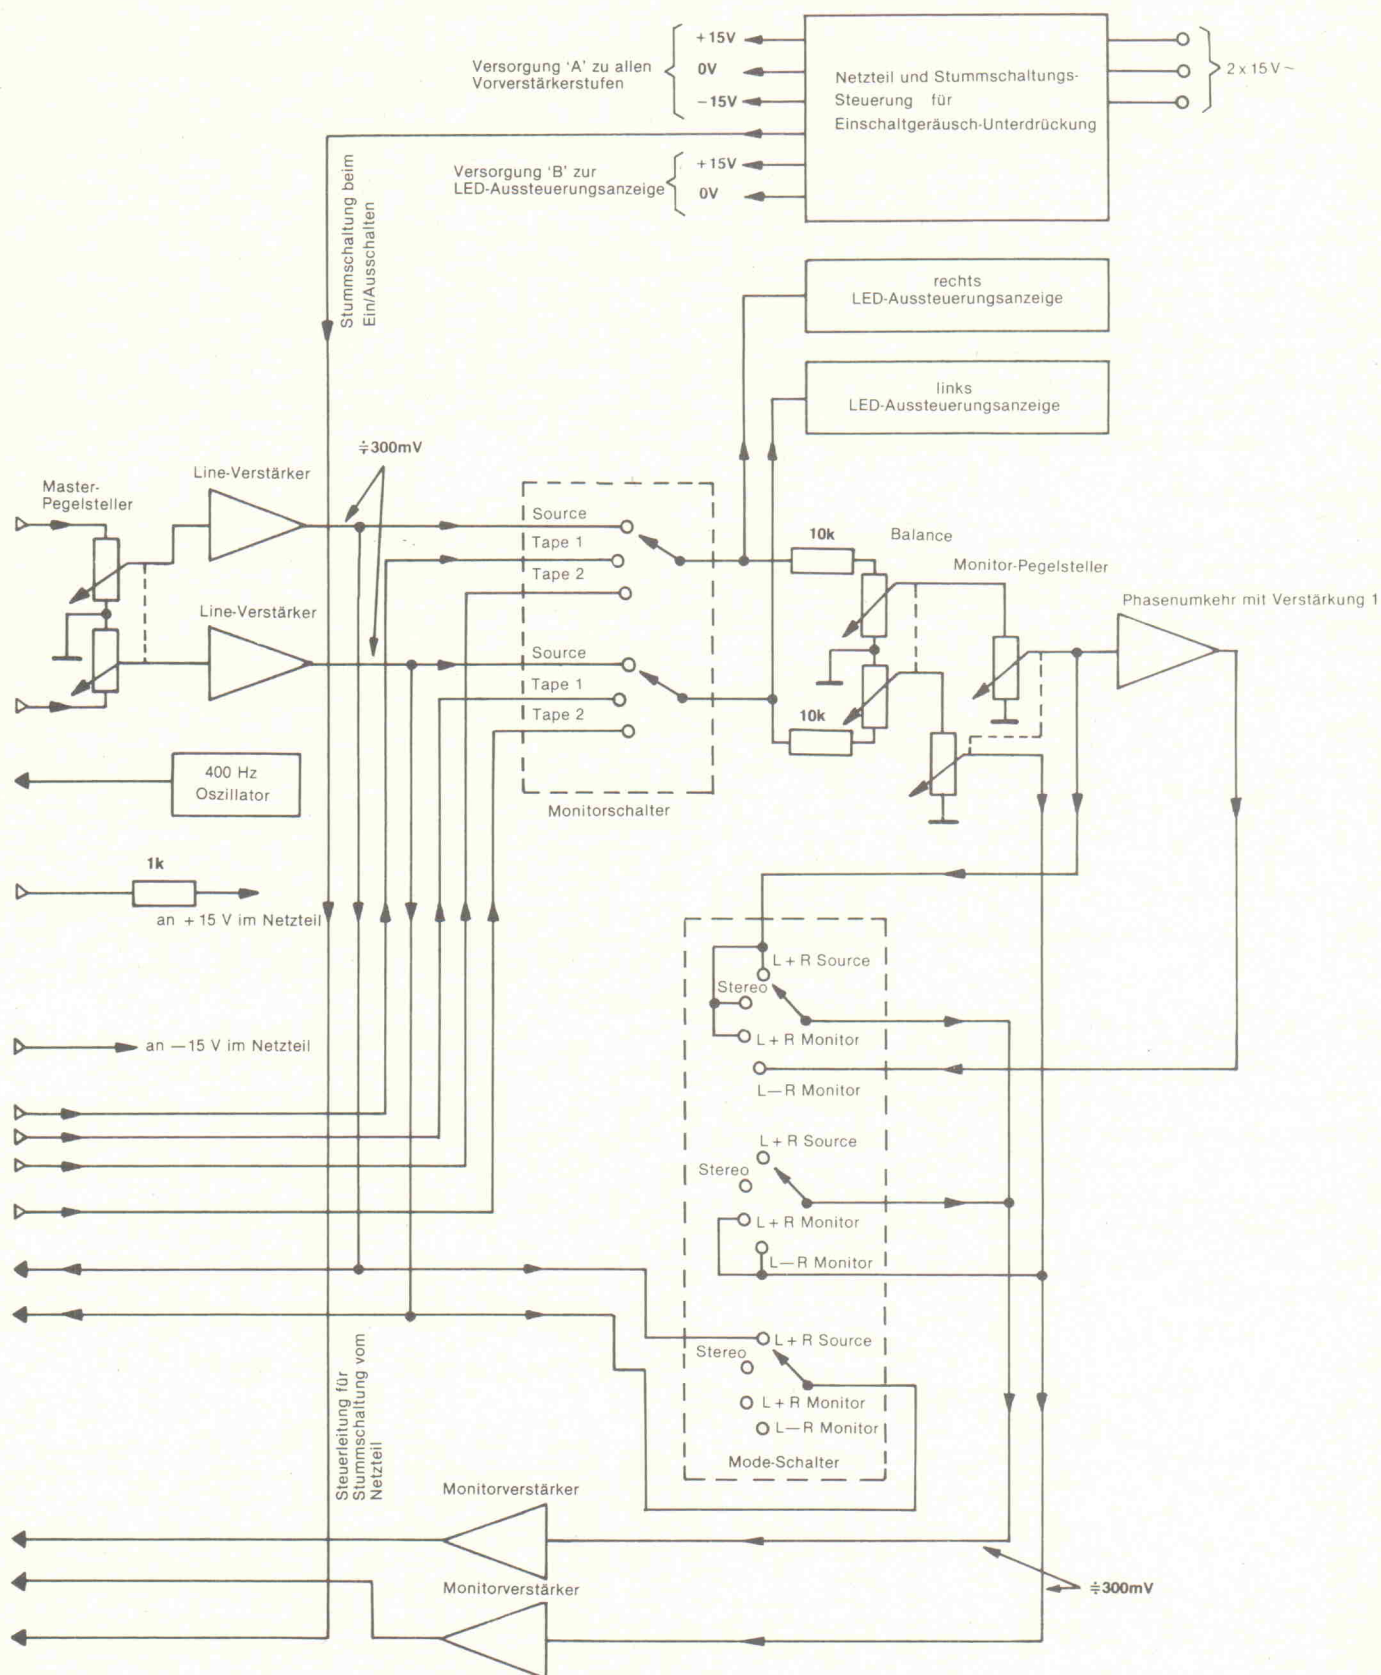 +15V
Versorgung 'A' zu allen
Vorverstärkerstufen
0V
−15V
Netzteil und Stummschaltungs-
Steuerung für
Einschaltgeräusch-Unterdrückung
2 x 15 V ~
Versorgung 'B' zur
LED-Aussteuerungsanzeige
+15V
0V
Stummschaltung beim
Ein/Ausschalten
rechts
LED-Aussteuerungsanzeige
links
LED-Aussteuerungsanzeige
÷300mV
Line-Verstärker
Master-
Pegelsteller
Source
Tape 1
Tape 2
10k
Balance
Monitor-Pegelsteller
Phasenumkehr mit Verstärkung 1
Line-Verstärker
Source
Tape 1
Tape 2
10k
400 Hz
Oszillator
Monitorschalter
1k
an +15 V im Netzteil
L + R Source
Stereo
L + R Monitor
an —15 V im Netzteil
L—R Monitor
L + R Source
Stereo
L + R Monitor
L—R Monitor
L + R Source
Stereo
L + R Monitor
L—R Monitor
Mode-Schalter
Steuerleitung für
Stummschaltung vom
Netzteil
Monitorverstärker
Monitorverstärker
÷300mV